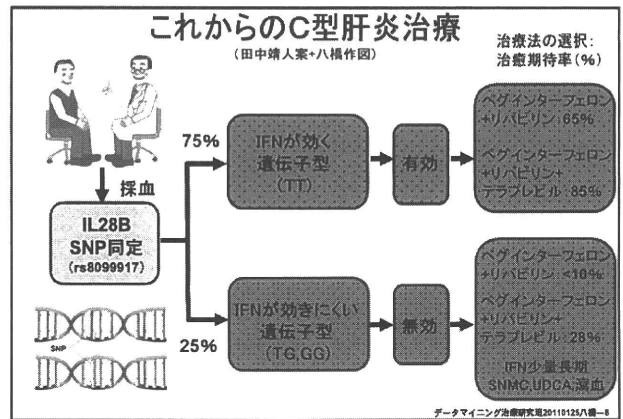 これからのC型肝炎治療
(田中靖人案+八橋作図)
治療法の選択:
治癒期待率(%)
採血
IL28B
SNP同定
(rs8099917)
SNP
75%
IFNが効く
遺伝子型
(TT)
有効
ペグインターフェロン
+リバビリン:65%
ペグインターフェロン
+リバビリン+
テラプレビル:85%
25%
IFNが効きにくい
遺伝子型
(TG,GG)
無効
ペグインターフェロン
+リバビリン:<10%
ペグインターフェロン
+リバビリン+
テラプレビル:28%
IFN少量長期
SNMC,UDCA,瀉血
データマイニング治療研究班20110125八橋-6